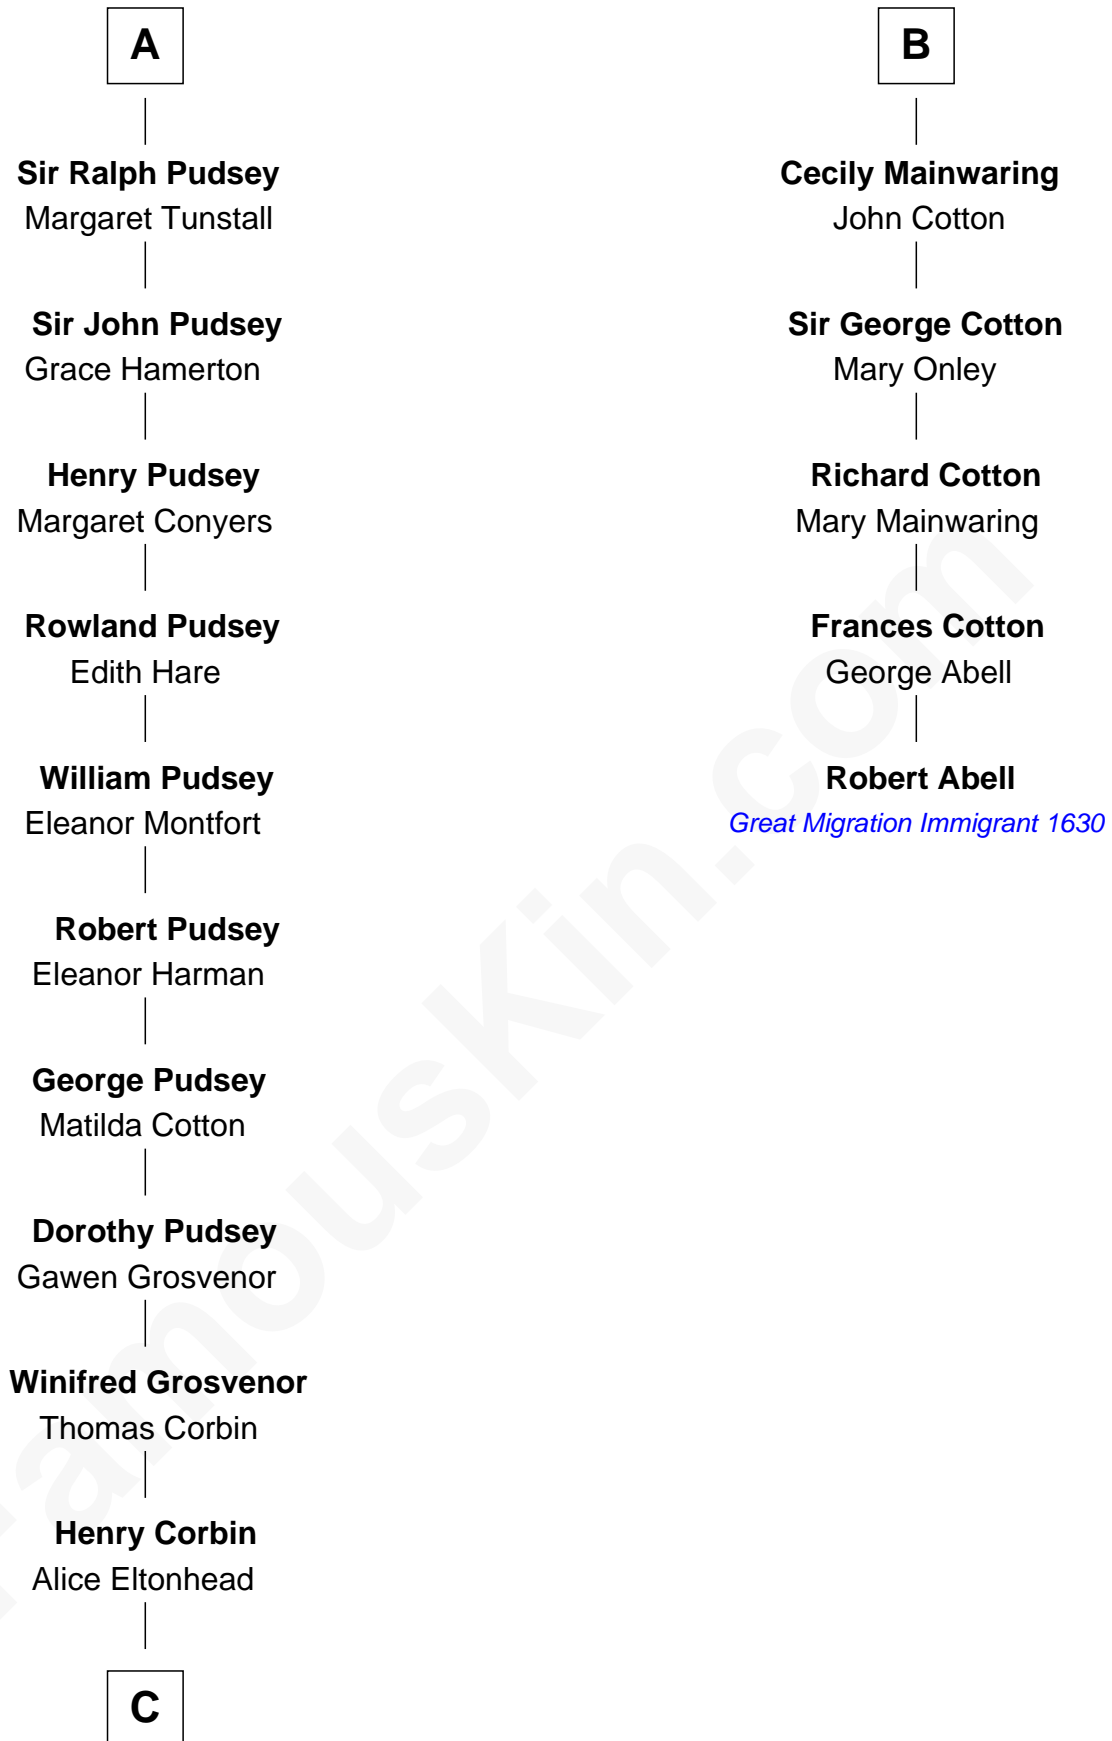 A
Sir Ralph Pudsey
Margaret Tunstall
Sir John Pudsey
Grace Hamerton
Henry Pudsey
Margaret Conyers
Rowland Pudsey
Edith Hare
William Pudsey
Eleanor Montfort
Robert Pudsey
Eleanor Harman
George Pudsey
Matilda Cotton
Dorothy Pudsey
Gawen Grosvenor
Winifred Grosvenor
Thomas Corbin
Henry Corbin
Alice Eltonhead
C
B
Cecily Mainwaring
John Cotton
Sir George Cotton
Mary Onley
Richard Cotton
Mary Mainwaring
Frances Cotton
George Abell
Robert Abell
Great Migration Immigrant 1630
FamousKin.com